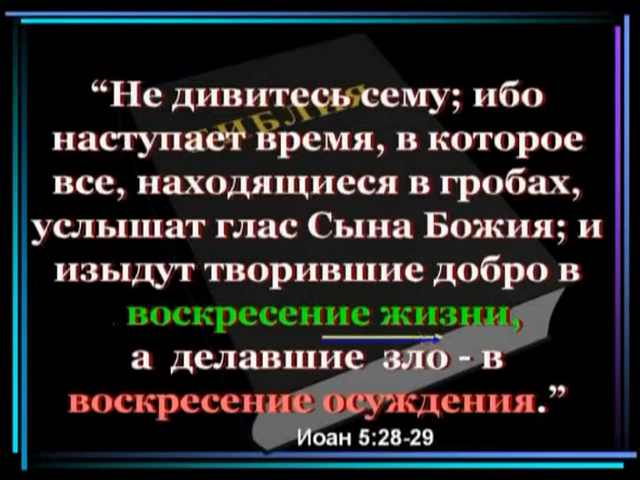 “Не дивитесь сему; ибо
наступает время, в которое
все, находящиеся в гробах,
услышат глас Сына Божия; и
изыдут творившие добро в
воскресение жизни,
а делавшие зло - в
воскресение осуждения.”
Иоан 5:28-29
БИБЛИЯ